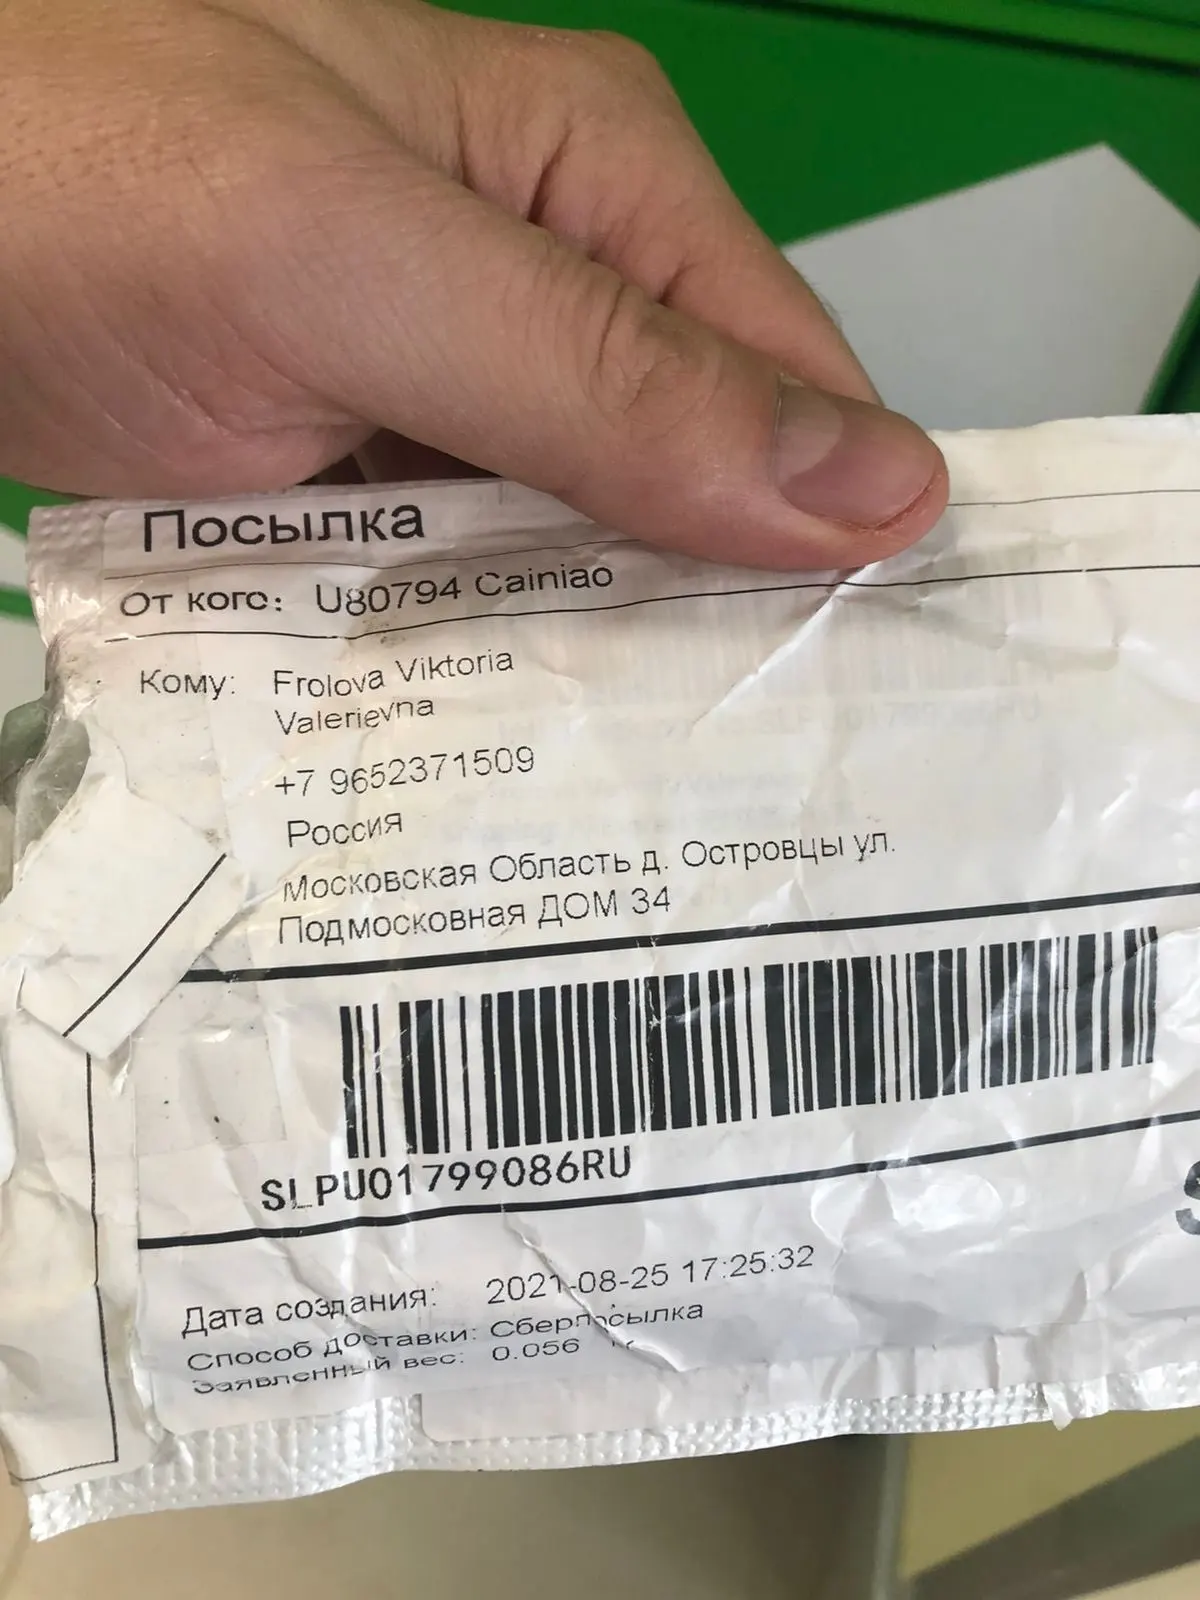 Посылка
От кого: U80794 Cainiao
Кому: Frolova Viktoria
Valerievna
+7 9652371509
Россия
Московская Область д. Островцы ул.
Подмосковная ДОМ 34
SLPU01799086RU
Дата создания: 2021-08-25 17:25:32
Способ доставки: Сберпосылка
Заявленный вес: 0.056